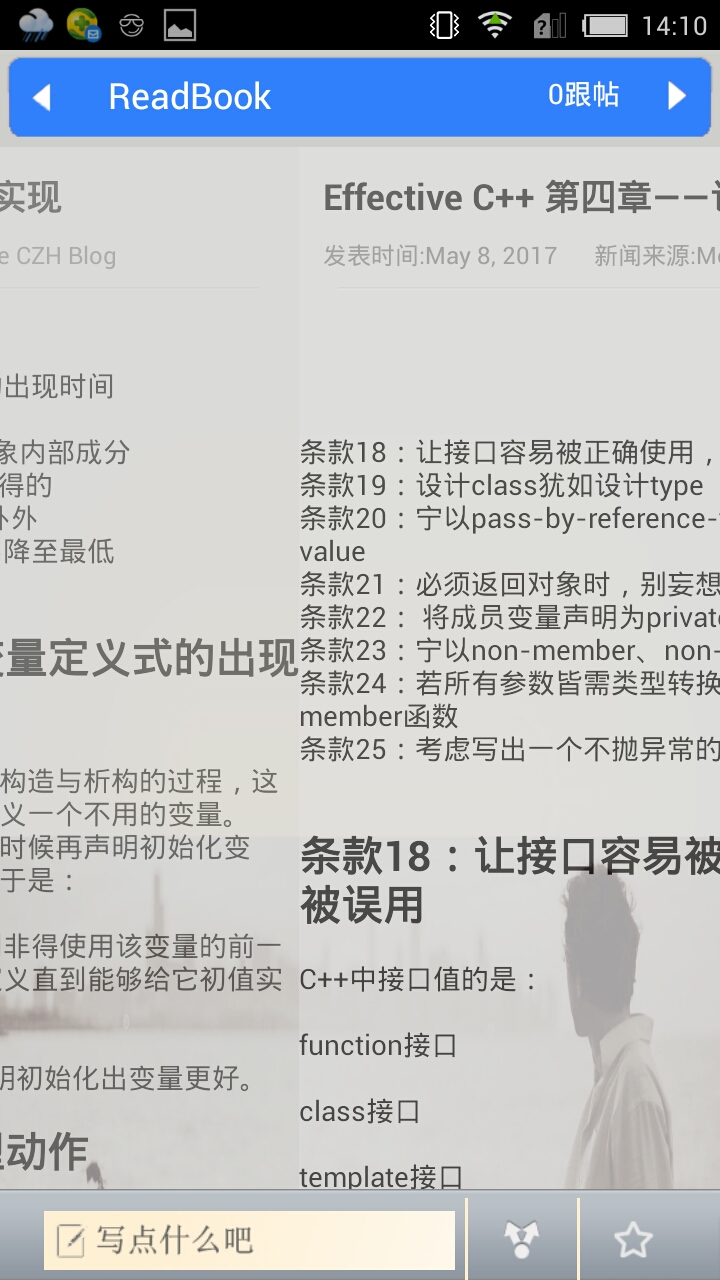 14:10
ReadBook
0跟帖
实现
e CZH Blog
出现时间
象内部成分
得的
外
降至最低
量定义式的出现
构造与析构的过程，这
义一个不用的变量。
时候再声明初始化变
于是：
非得使用该变量的前一
义直到能够给它初值实
明初始化出变量更好。
动作
Effective C++ 第四章——
发表时间:May 8, 2017 新闻来源:M
条款18：让接口容易被正确使用，
条款19：设计class犹如设计type
条款20：宁以pass-by-reference-
value
条款21：必须返回对象时，别妄想
条款22： 将成员变量声明为private
条款23：宁以non-member、non-
条款24：若所有参数皆需类型转换
member函数
条款25：考虑写出一个不抛异常的
条款18：让接口容易被
被误用
C++中接口值的是：
function接口
class接口
template接口
写点什么吧